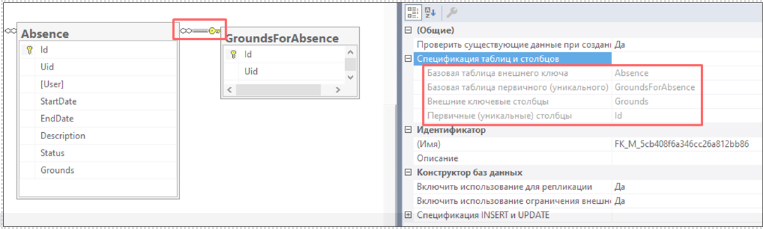 Absence
Id
Uid
[User]
StartDate
EndDate
Description
Status
Grounds
GroundsForAbsence
Id
Uid
(Общие)
Проверить существующие данные при создан Да
Спецификация таблиц и столбцов
Базовая таблица внешнего ключа Absence
Базовая таблица первичного (уникального) GroundsForAbsence
Внешние ключевые столбцы Grounds
Первичные (уникальные) столбцы Id
Идентификатор
(Имя) FK_M_5cb408f6a346cc26a812bb86
Описание
Конструктор баз данных
Включить использование для репликации Да
Включить использование ограничения внешн Да
Спецификация INSERT и UPDATE